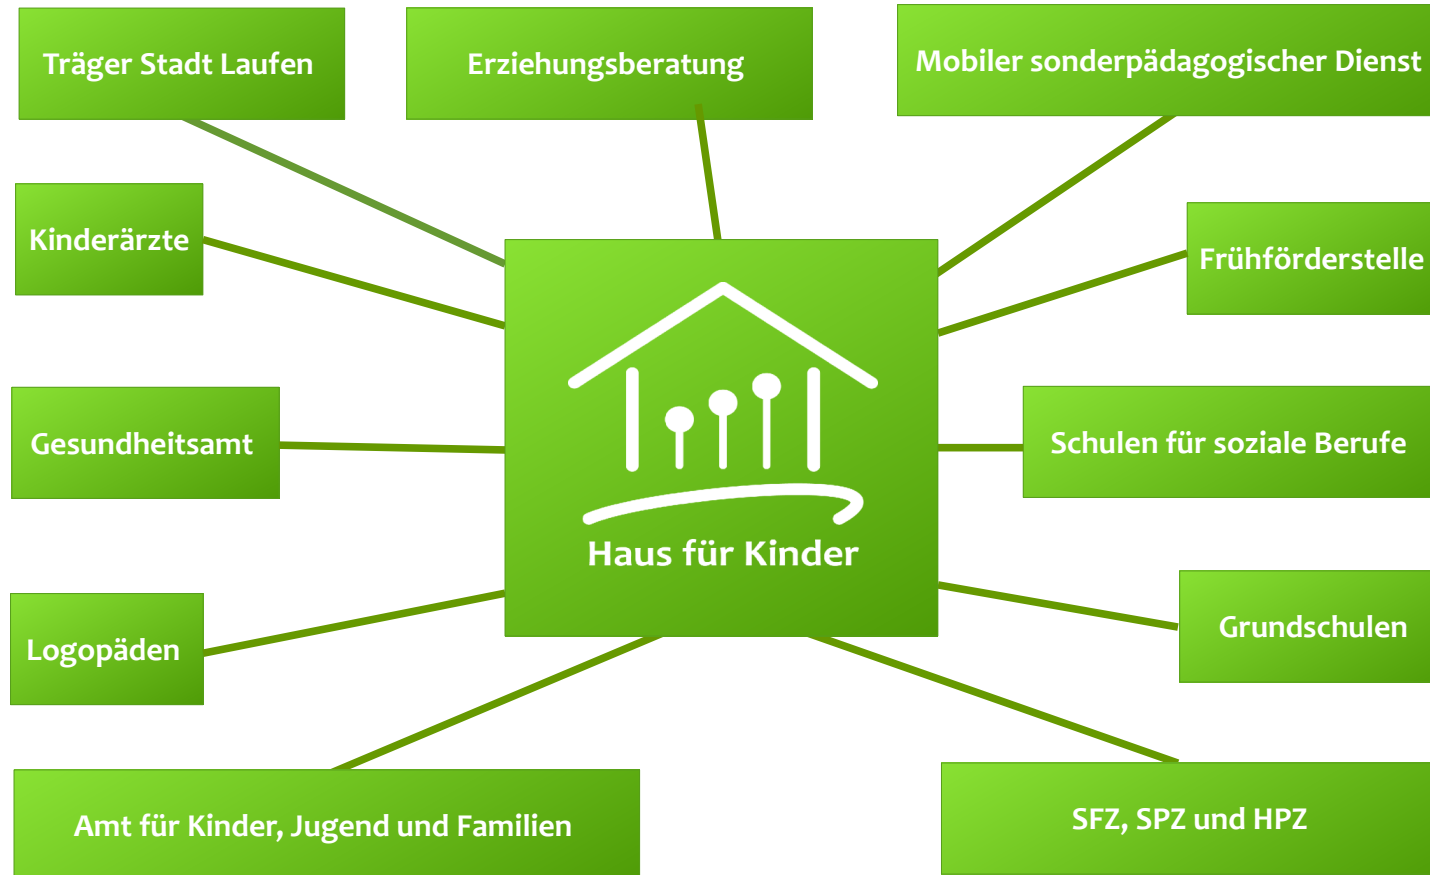 Träger Stadt Laufen
Erziehungsberatung
Mobiler sonderpädagogischer Dienst
Kinderärzte
Frühförderstelle
Gesundheitsamt
Schulen für soziale Berufe
Haus für Kinder
Logopäden
Grundschulen
Amt für Kinder, Jugend und Familien
SFZ, SPZ und HPZ